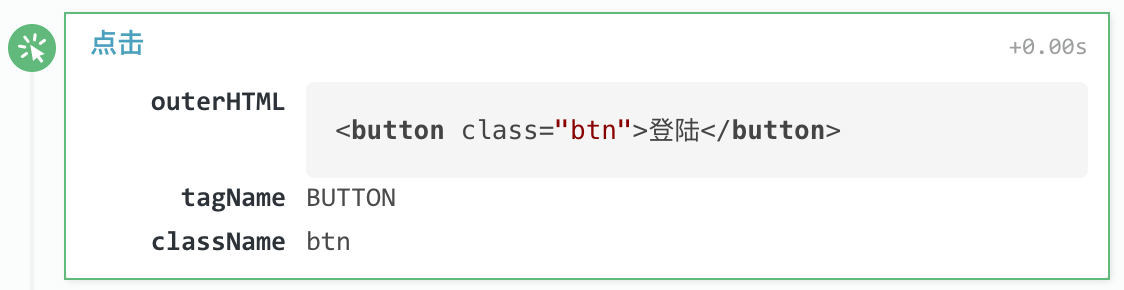 点击
+0.00s
outerHTML
<button class="btn">登陆</button>
tagName BUTTON
className btn